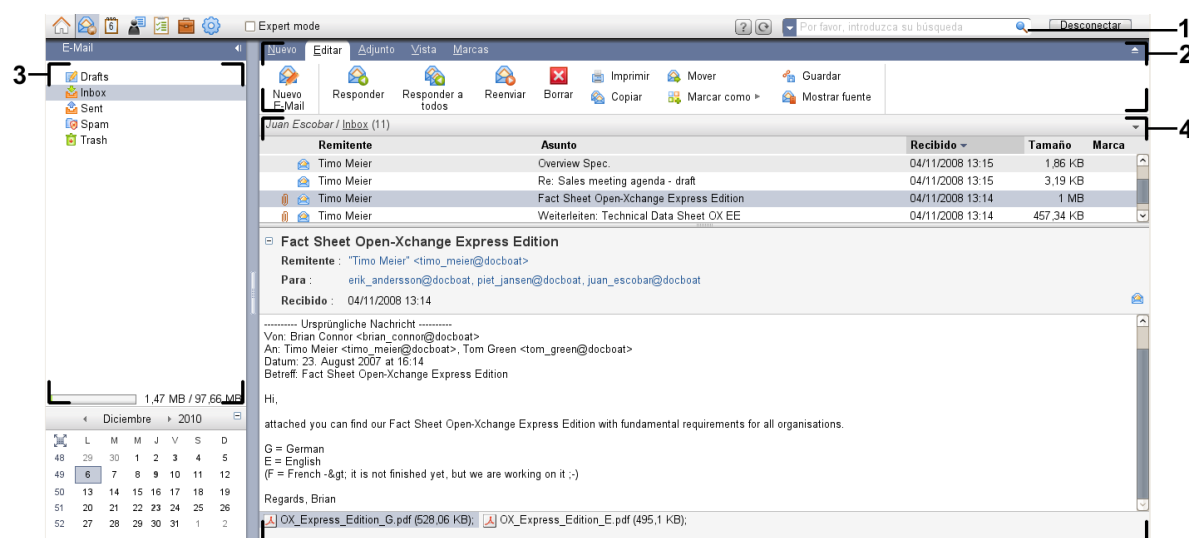 6 Expert mode ? Por favor, introduzca su búsqueda Desconectar 1
E-Mail Nuevo Editar Adjunto Vista Marcas 2
3
Drafts
Inbox
Sent
Spam
Trash
1,47 MB / 97,66 MB
Diciembre 2010
L M M J V S D
48 29 30 1 2 3 4 5
49 6 7 8 9 10 11 12
50 13 14 15 16 17 18 19
51 20 21 22 23 24 25 26
52 27 28 29 30 31 1 2
Nuevo E-Mail
Responder
Responder a todos
Reenviar
Borrar
Imprimir
Copiar
Mover
Marcar como
Guardar
Mostrar fuente
Juan Escobar / Inbox (11) 4
Remitente Asunto Recibido Tamaño Marca
Timo Meier Overview Spec. 04/11/2008 13:15 1,86 KB
Timo Meier Re: Sales meeting agenda - draft 04/11/2008 13:15 3,19 KB
Timo Meier Fact Sheet Open-Xchange Express Edition 04/11/2008 13:14 1 MB
Timo Meier Weiterleiten: Technical Data Sheet OX EE 04/11/2008 13:14 457,34 KB
Fact Sheet Open-Xchange Express Edition
Remitente : "Timo Meier" <timo_meier@docboat>
Para : erik_andersson@docboat, piet_jansen@docboat, juan_escobar@docboat
Recibido : 04/11/2008 13:14
---------- Ursprüngliche Nachricht ----------
Von: Brian Connor <brian_connor@docboat>
An: Timo Meier <timo_meier@docboat>, Tom Green <tom_green@docboat>
Datum: 23. August 2007 at 16:14
Betreff: Fact Sheet Open-Xchange Express Edition
Hi,
attached you can find our Fact Sheet Open-Xchange Express Edition with fundamental requirements for all organisations.
G = German
E = English
(F = French -&gt; it is not finished yet, but we are working on it ;-)
Regards, Brian
OX_Express_Edition_G.pdf (528,06 KB); OX_Express_Edition_E.pdf (495,1 KB);